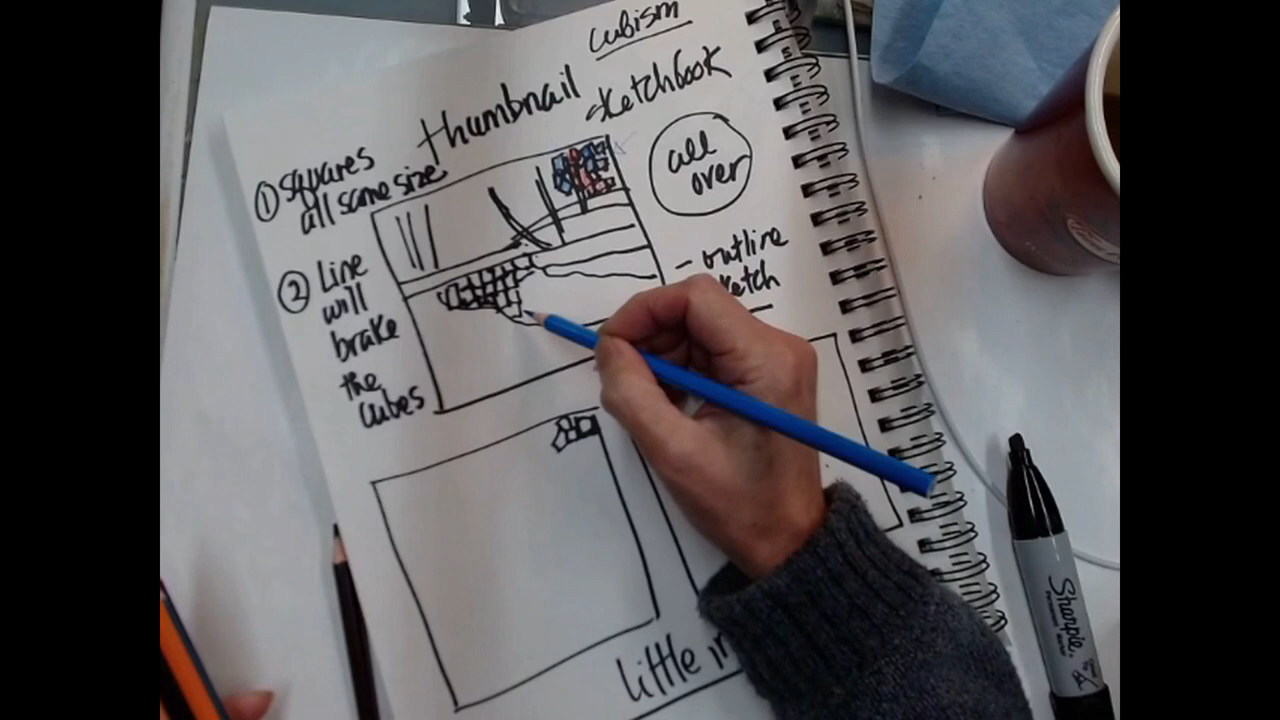 cubism
thumbnail
sketchbook
① squares
all same size
② Line
will
brake
the
cubes
all
over
- outline
little
Sharpie